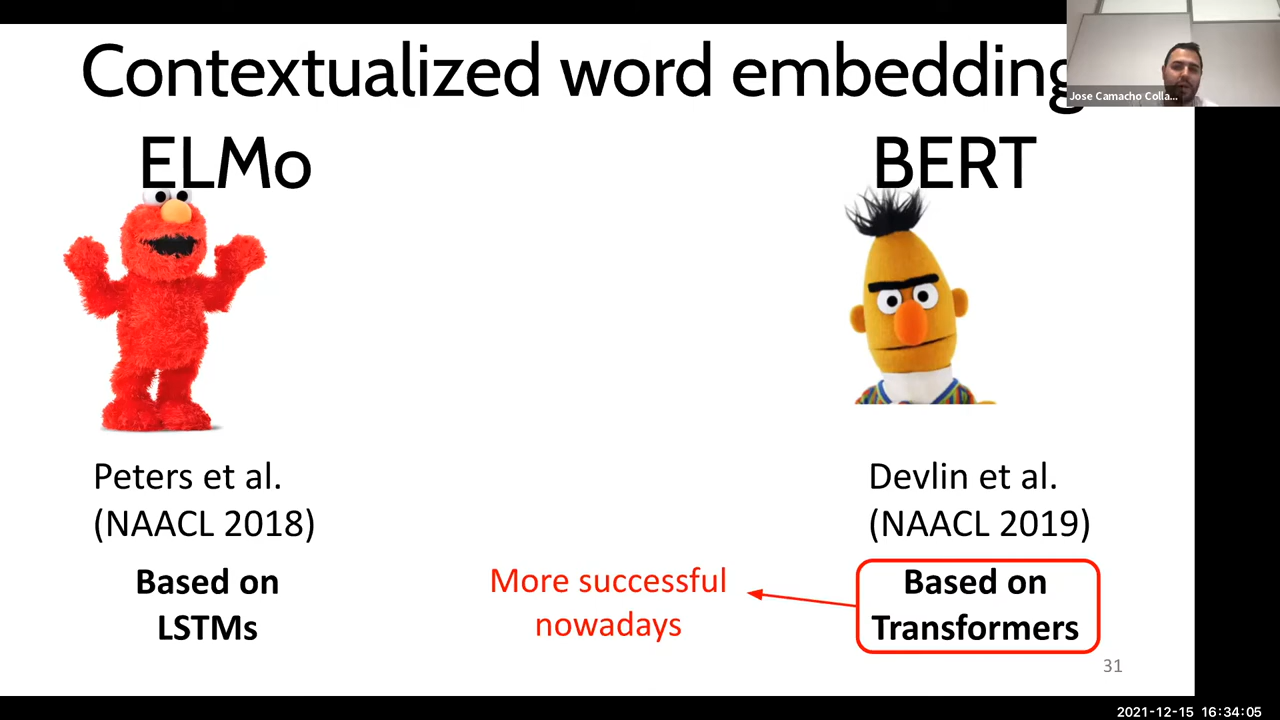 Contextualized word embedding
Jose Camacho Colla...
ELMo
BERT
Peters et al.
(NAACL 2018)
Devlin et al.
(NAACL 2019)
Based on
LSTMs
More successful
nowadays
Based on
Transformers
31
2021-12-15 16:34:05